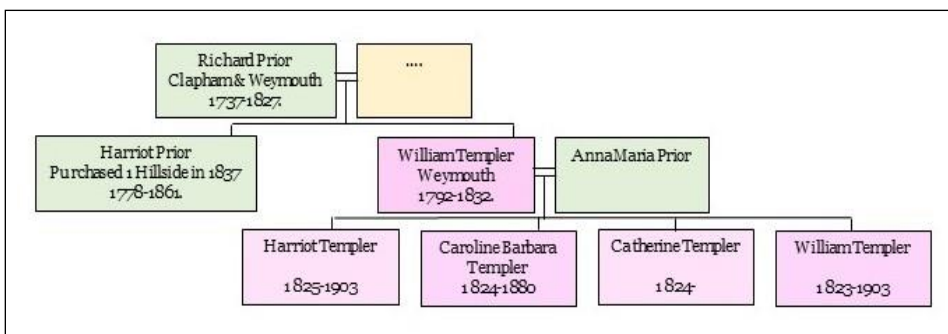 Richard Prior
Clapham & Weymouth
1737-1827.
....
Harriot Prior
Purchased 1 Hillside in 1837
1778-1861.
William Templer
Weymouth
1792-1832.
Anna Maria Prior
Harriot Templer
1825-1903
Caroline Barbara
Templer
1824-1880
Catherine Templer
1824-
William Templer
1823-1903